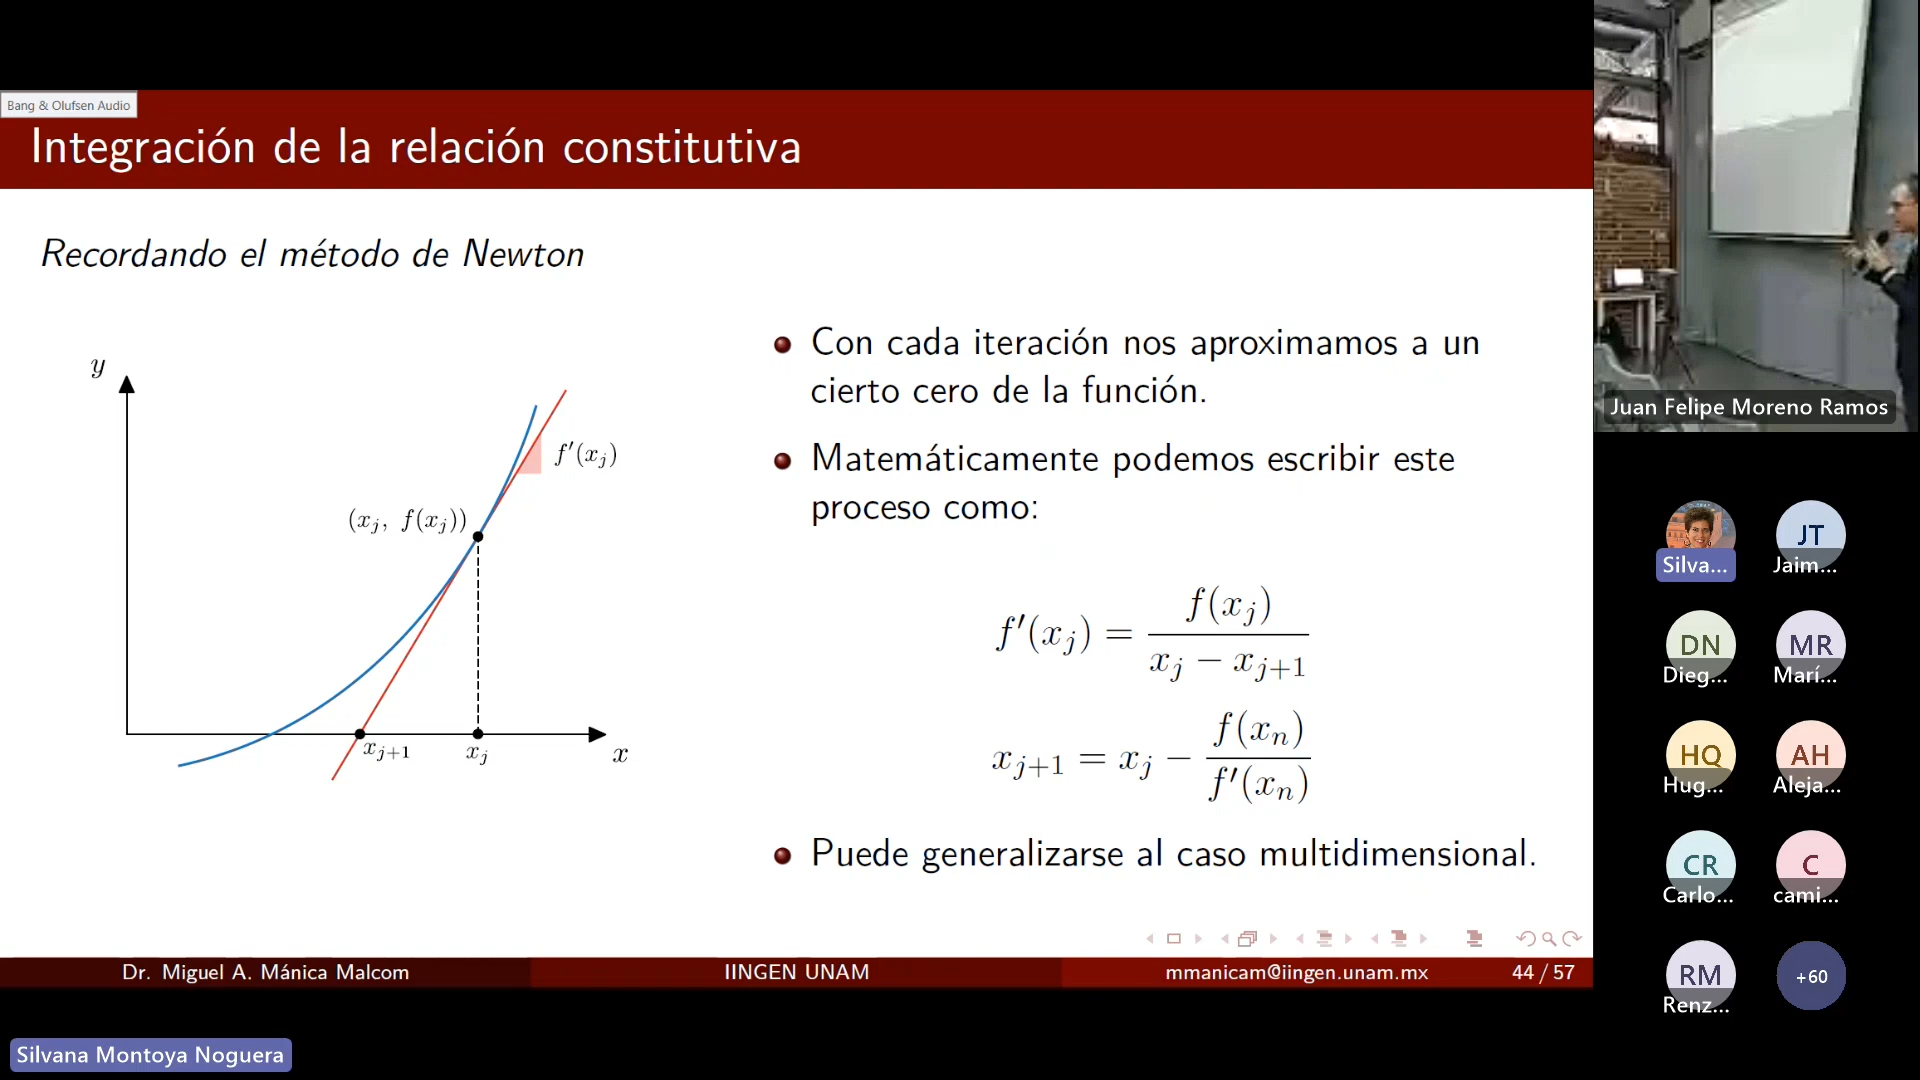 Bang & Olufsen Audio
Integración de la relación constitutiva
Recordando el método de Newton
y
f′(x_j)
(x_j, f(x_j))
x_{j+1}
x_j
x
Con cada iteración nos aproximamos a un
cierto cero de la función.
Matemáticamente podemos escribir este
proceso como:
f′(x_j) = f(x_j) / (x_j − x_{j+1})
x_{j+1} = x_j − f(x_n) / f′(x_n)
Puede generalizarse al caso multidimensional.
Dr. Miguel A. Mánica Malcom
IINGEN UNAM
mmanicam@iingen.unam.mx
44 / 57
Silvana Montoya Noguera
Juan Felipe Moreno Ramos
Silva...
JT
Jaim...
DN
Dieg...
MR
Marí...
HQ
Hug...
AH
Aleja...
CR
Carlo...
C
cami...
RM
Renz...
+60